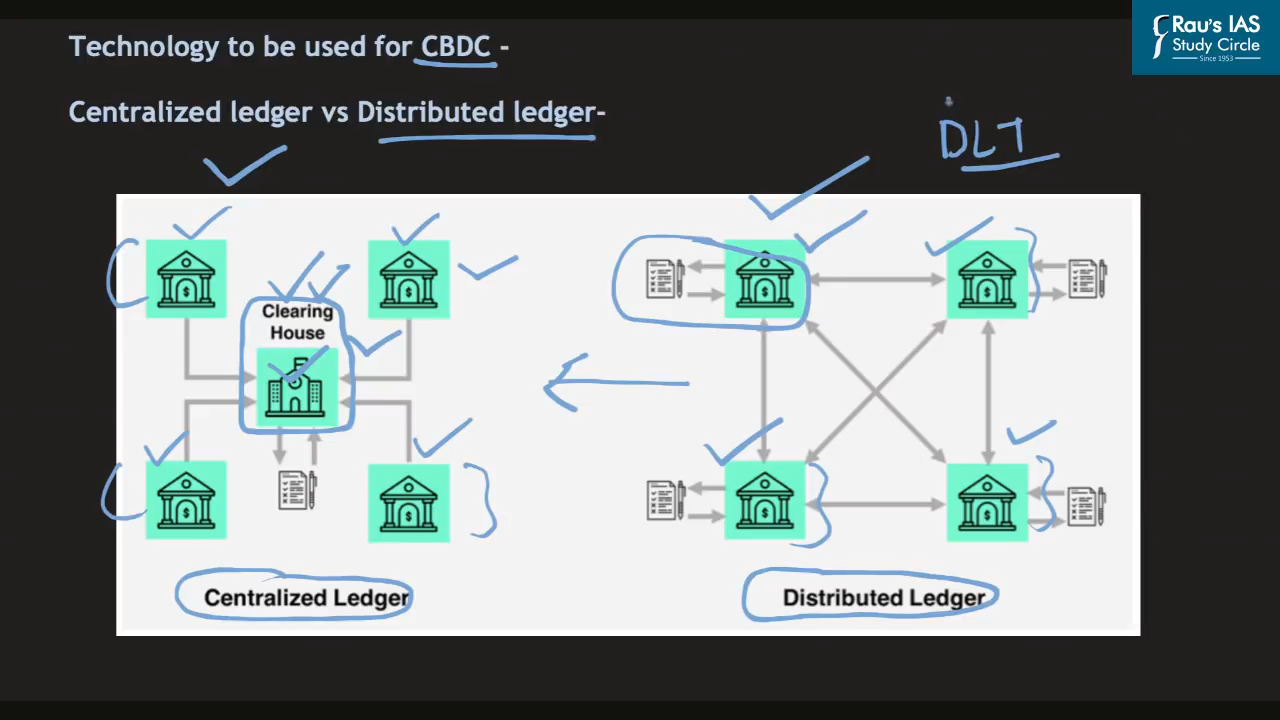 Technology to be used for CBDC -
Rau's IAS
Study Circle
Since 1953
Centralized ledger vs Distributed ledger-
DLT
Clearing
House
Centralized Ledger
Distributed Ledger